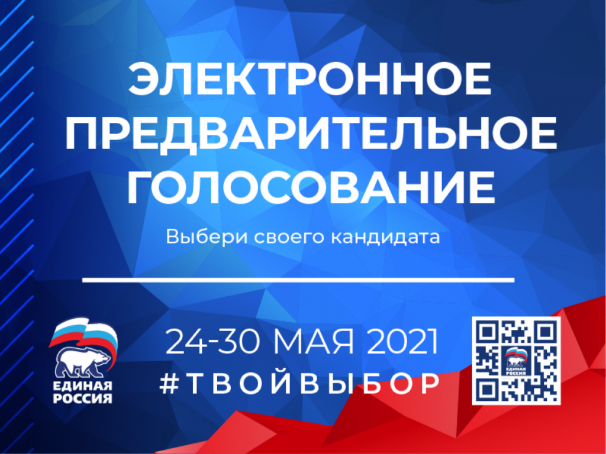 ЭЛЕКТРОННОЕ
ПРЕДВАРИТЕЛЬНОЕ
ГОЛОСОВАНИЕ
Выбери своего кандидата
24-30 МАЯ 2021
#ТВОЙВЫБОР
ЕДИНАЯ
РОССИЯ
ЕДИНАЯ
РОССИЯ